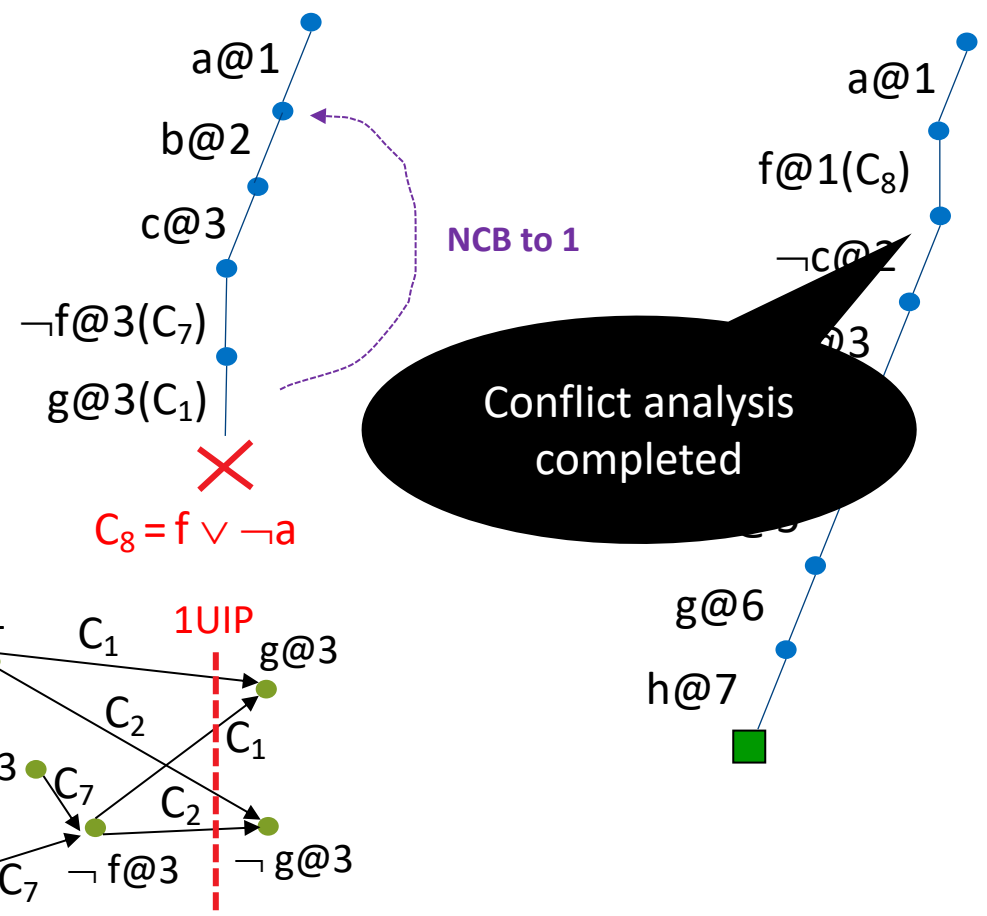 a@1
b@2
c@3
¬f@3(C₇)
g@3(C₁)
NCB to 1
C₈ = f ∨ ¬a
a@1
f@1(C₈)
¬c@2
@3
Conflict analysis
completed
g@6
h@7
1UIP
C₁
g@3
C₂
C₁
3
C₇
C₂
C₇
¬ f@3
¬ g@3